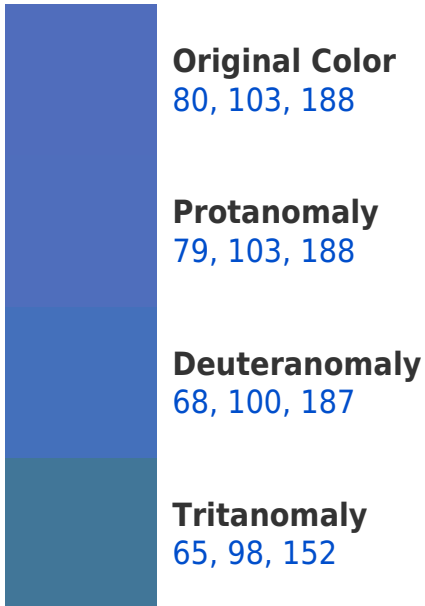 Original Color
80, 103, 188
Protanomaly
79, 103, 188
Deuteranomaly
68, 100, 187
Tritanomaly
65, 98, 152